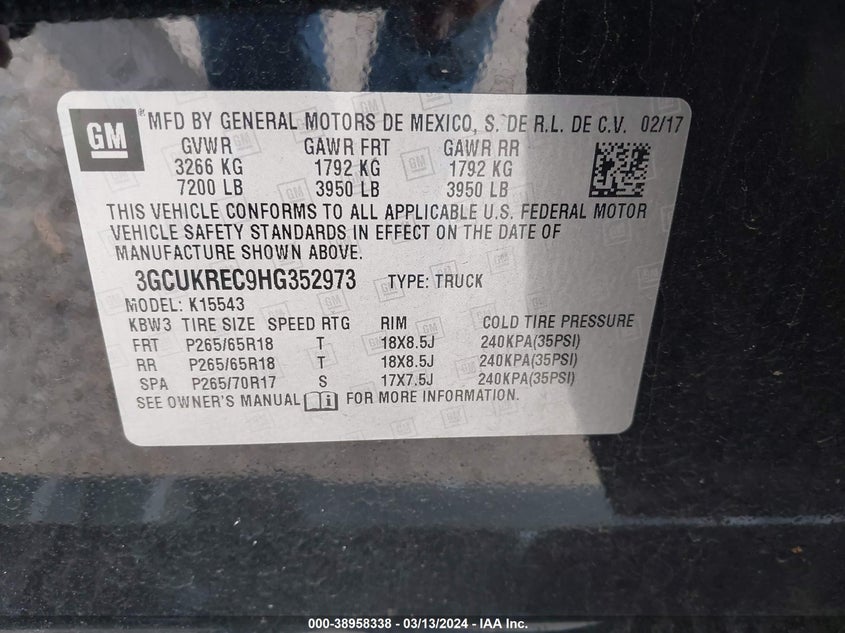 GM ® MFD BY GENERAL MOTORS DE MEXICO, S. DE R.L. DE C.V. 02/17
GVWR GAWR FRT GAWR RR
3266 KG 1792 KG 1792 KG
7200 LB 3950 LB 3950 LB
THIS VEHICLE CONFORMS TO ALL APPLICABLE U.S. FEDERAL MOTOR
VEHICLE SAFETY STANDARDS IN EFFECT ON THE DATE OF
MANUFACTURE SHOWN ABOVE.
3GCUKREC9HG352973 TYPE: TRUCK
MODEL: K15543
KBW3 TIRE SIZE SPEED RTG RIM COLD TIRE PRESSURE
FRT P265/65R18 T 18X8.5J 240KPA(35PSI)
RR P265/65R18 T 18X8.5J 240KPA(35PSI)
SPA P265/70R17 S 17X7.5J 240KPA(35PSI)
SEE OWNER'S MANUAL FOR MORE INFORMATION.
000-38958338 - 03/13/2024 - IAA Inc.